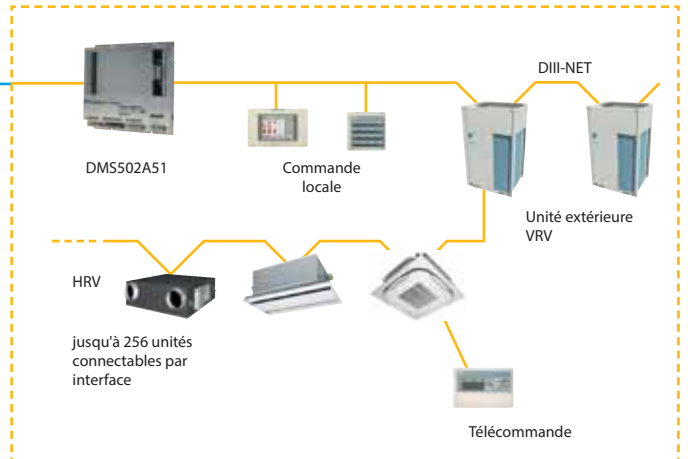 DIII-NET
DMS502A51
Commande
locale
Unité extérieure
VRV
HRV
jusqu'à 256 unités
connectables par
interface
Télécommande